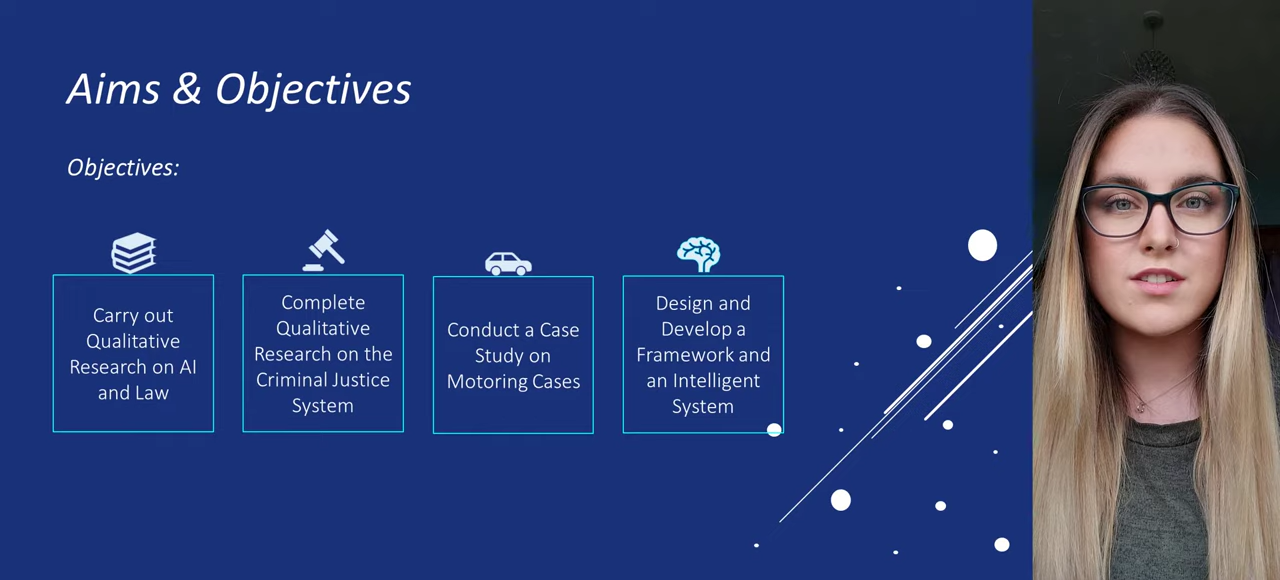 Aims & Objectives
Objectives:
Carry out
Qualitative
Research on AI
and Law
Complete
Qualitative
Research on the
Criminal Justice
System
Conduct a Case
Study on
Motoring Cases
Design and
Develop a
Framework and
an Intelligent
System